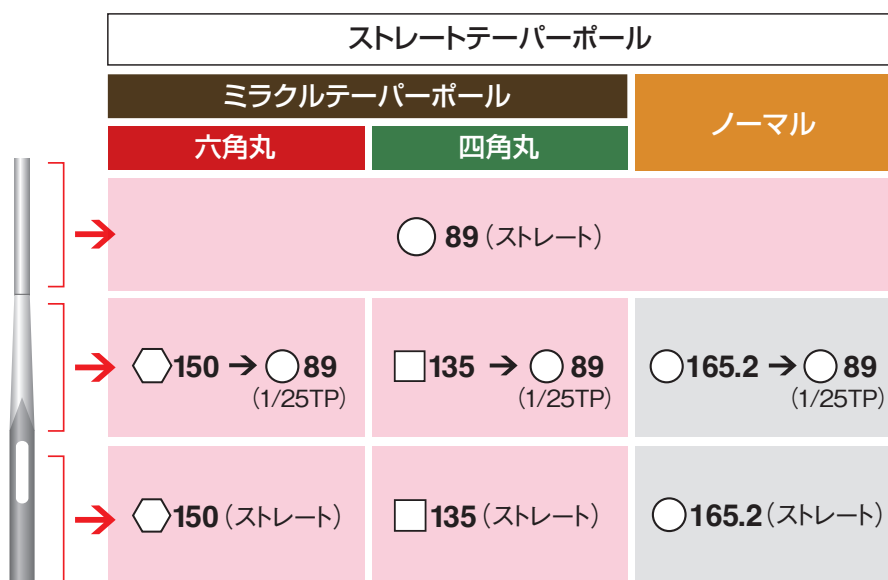 ストレートテーパーポール
ミラクルテーパーポール
ノーマル
六角丸
四角丸
89（ストレート）
150 → 89
(1/25TP)
135 → 89
(1/25TP)
165.2 → 89
(1/25TP)
150（ストレート）
135（ストレート）
165.2（ストレート）